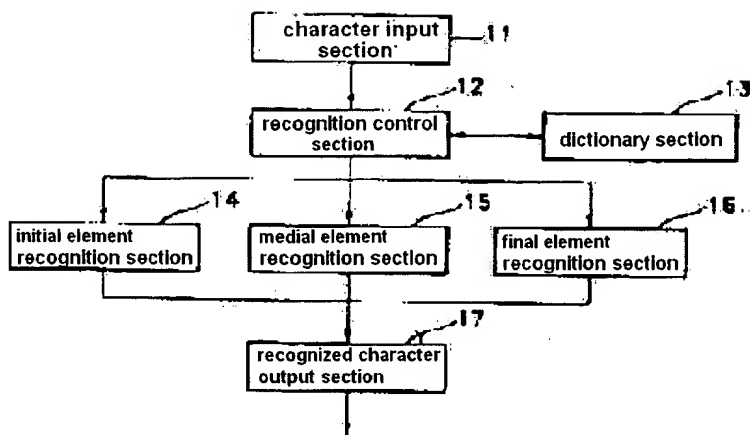 character input
section
11
12
recognition control
section
13
dictionary section
14
initial element
recognition section
15
medial element
recognition section
16
final element
recognition section
17
recognized character
output section